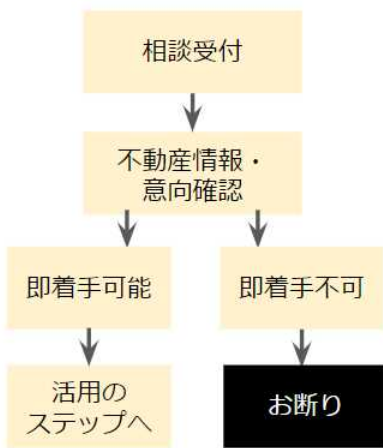 相談受付
不動産情報・
意向確認
即着手可能
即着手不可
活用の
ステップへ
お断り